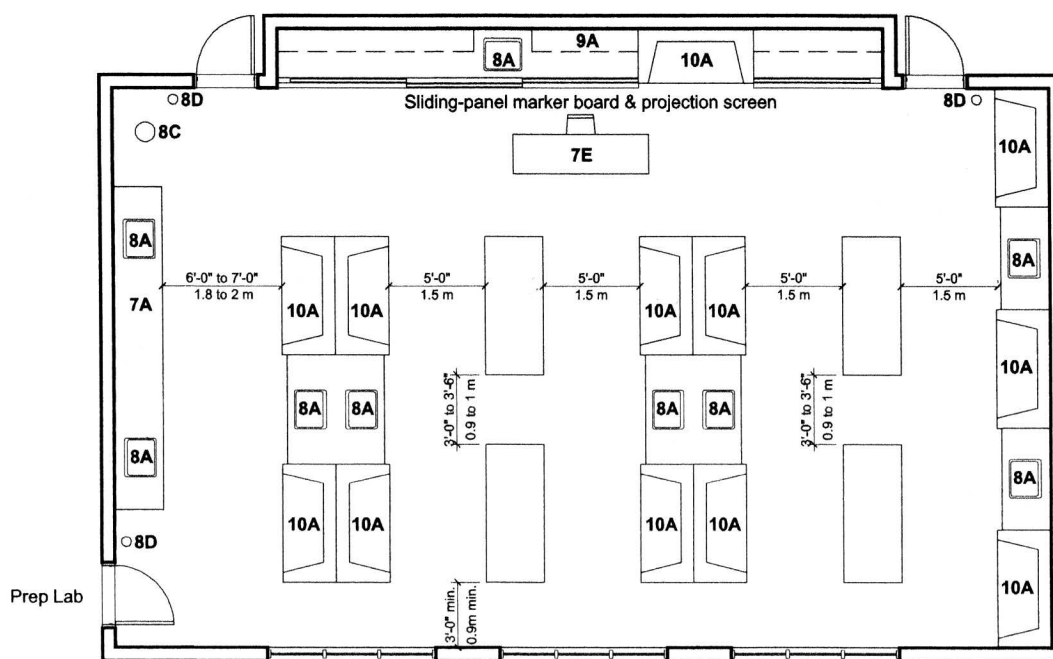 9A
8A
10A
8D
Sliding-panel marker board & projection screen
8D
8C
7E
10A
8A
7A
8A
6'-0" to 7'-0"
1.8 to 2 m
5'-0"
1.5 m
5'-0"
1.5 m
5'-0"
1.5 m
5'-0"
1.5 m
10A
10A
10A
10A
10A
3'-0" to 3'-6"
0.9 to 1 m
3'-0" to 3'-6"
0.9 to 1 m
8A
8A
8A
8A
8A
8A
10A
10A
10A
10A
8D
Prep Lab
3'-0" min.
0.9m min.
10A